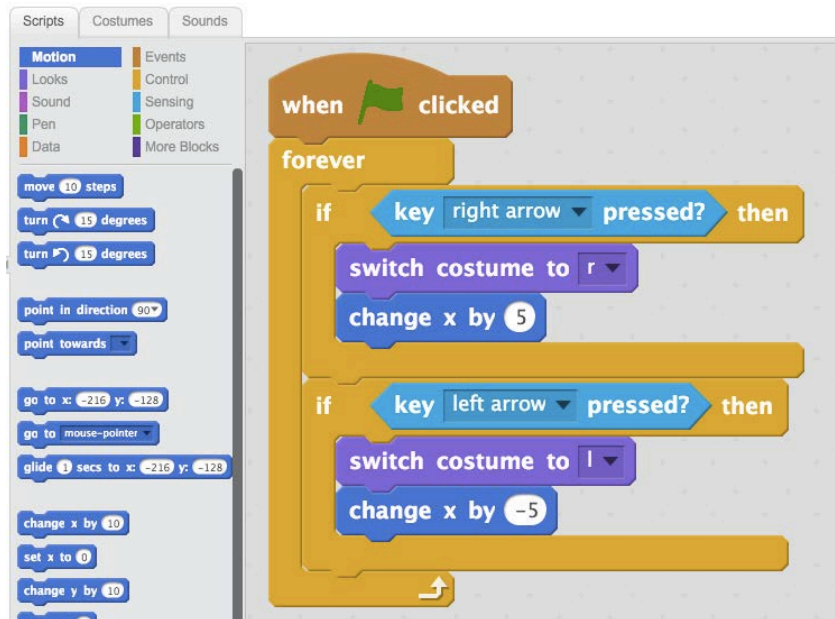 Scripts Costumes Sounds
Motion Events
Looks Control
Sound Sensing
Pen Operators
Data More Blocks
move 10 steps
turn 15 degrees
turn 15 degrees
point in direction 90
point towards
go to x: -216 y: -128
go to mouse-pointer
glide 1 secs to x: -216 y: -128
change x by 10
set x to 0
change y by 10
when clicked
forever
if key right arrow pressed? then
switch costume to r
change x by 5
if key left arrow pressed? then
switch costume to l
change x by -5